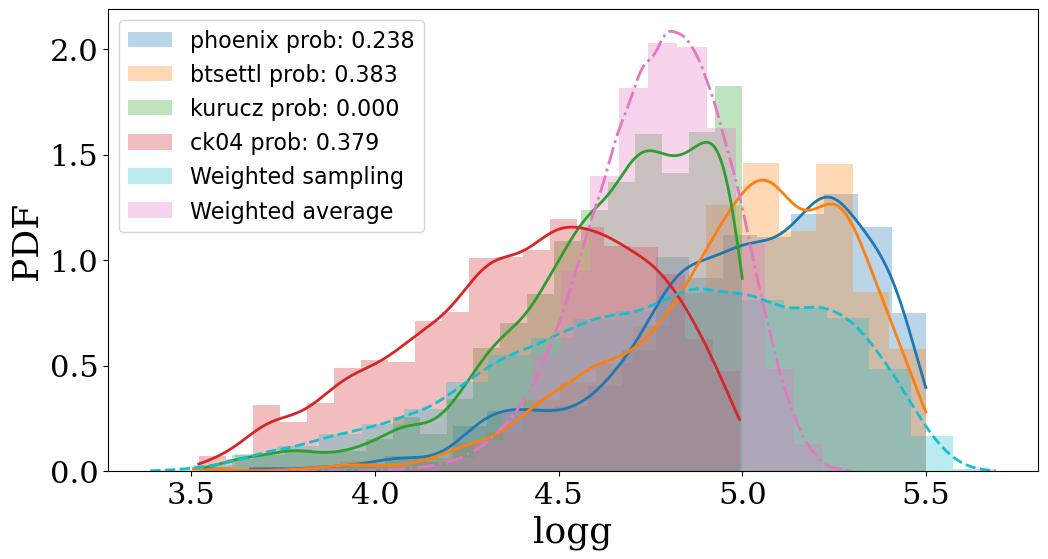 phoenix prob: 0.238
btsettl prob: 0.383
kurucz prob: 0.000
ck04 prob: 0.379
Weighted sampling
Weighted average
PDF
2.0
1.5
1.0
0.5
0.0
3.5 4.0 4.5 5.0 5.5
logg